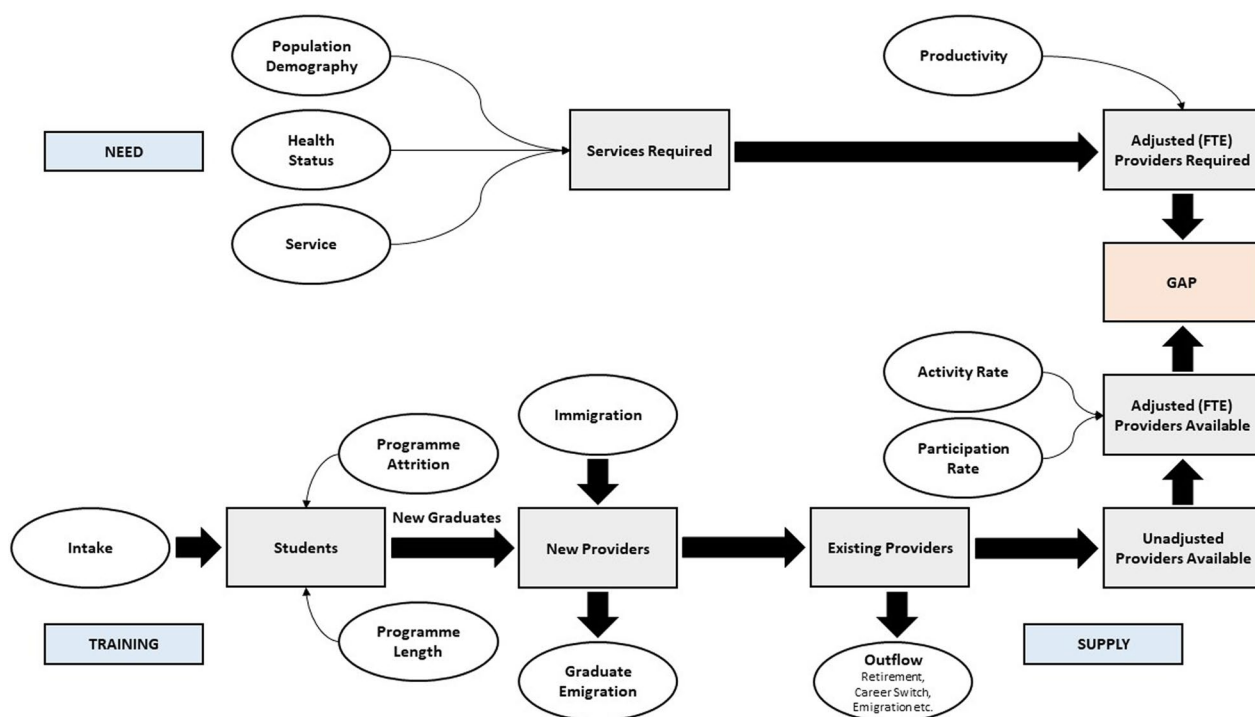 Population
Demography
Productivity
NEED
Health
Status
Services Required
Adjusted (FTE)
Providers Required
Service
GAP
Activity Rate
Adjusted (FTE)
Providers Available
Participation
Rate
Immigration
Programme
Attrition
Intake
Students
New Graduates
New Providers
Existing Providers
Unadjusted
Providers Available
TRAINING
Programme
Length
Graduate
Emigration
Outflow
Retirement,
Career Switch,
Emigration etc.
SUPPLY